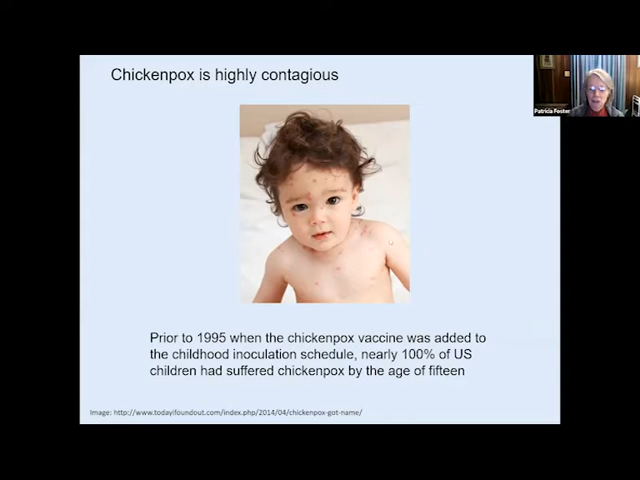 Chickenpox is highly contagious
Patricia Foster
Prior to 1995 when the chickenpox vaccine was added to
the childhood inoculation schedule, nearly 100% of US
children had suffered chickenpox by the age of fifteen
Image: http://www.todayifoundout.com/index.php/2014/04/chickenpox-got-name/